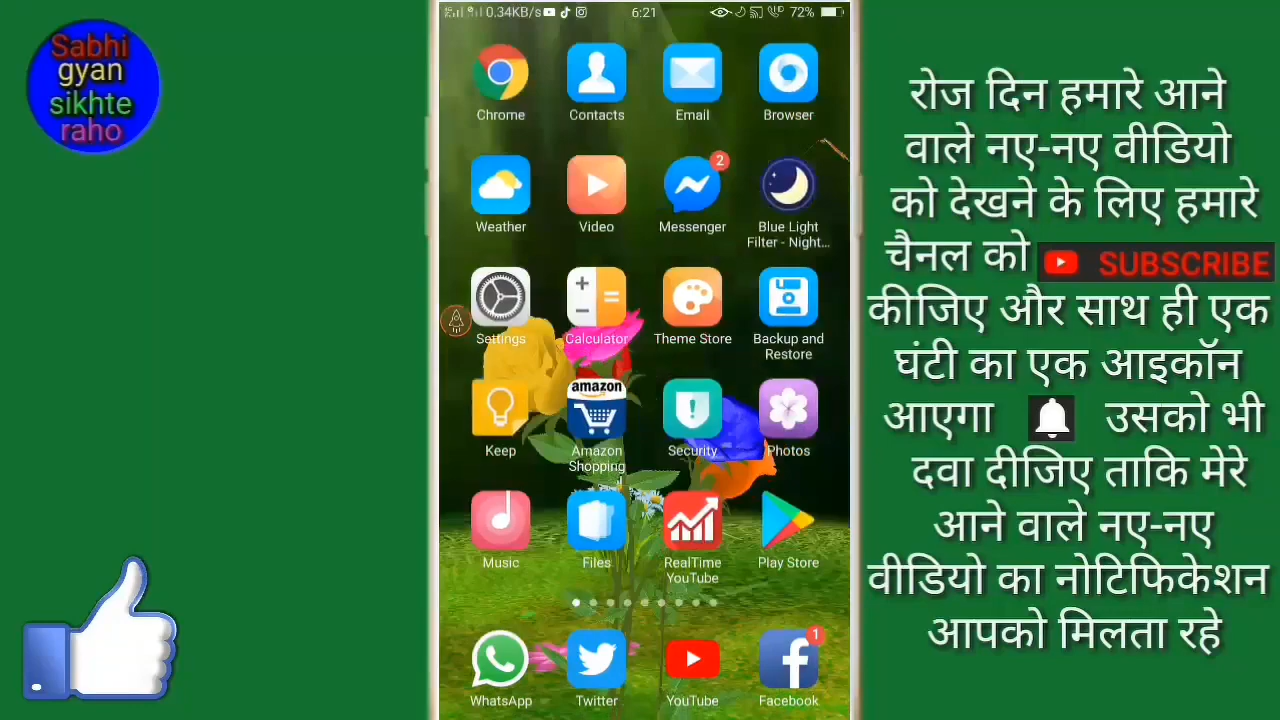 Sabhi
gyan
sikhte
raho
0.34KB/s
6:21
HD
72%
Chrome
Contacts
Email
Browser
2
Weather
Video
Messenger
Blue Light
Filter - Night...
Settings
Calculator
Theme Store
Backup and
Restore
amazon
Keep
Amazon
Shopping
Security
Photos
Music
Files
RealTime
YouTube
Play Store
1
WhatsApp
Twitter
YouTube
Facebook
रोज दिन हमारे आने
वाले नए-नए वीडियो
को देखने के लिए हमारे
चैनल को SUBSCRIBE
कीजिए और साथ ही एक
घंटी का एक आइकॉन
आएगा उसको भी
दवा दीजिए ताकि मेरे
आने वाले नए-नए
वीडियो का नोटिफिकेशन
आपको मिलता रहे